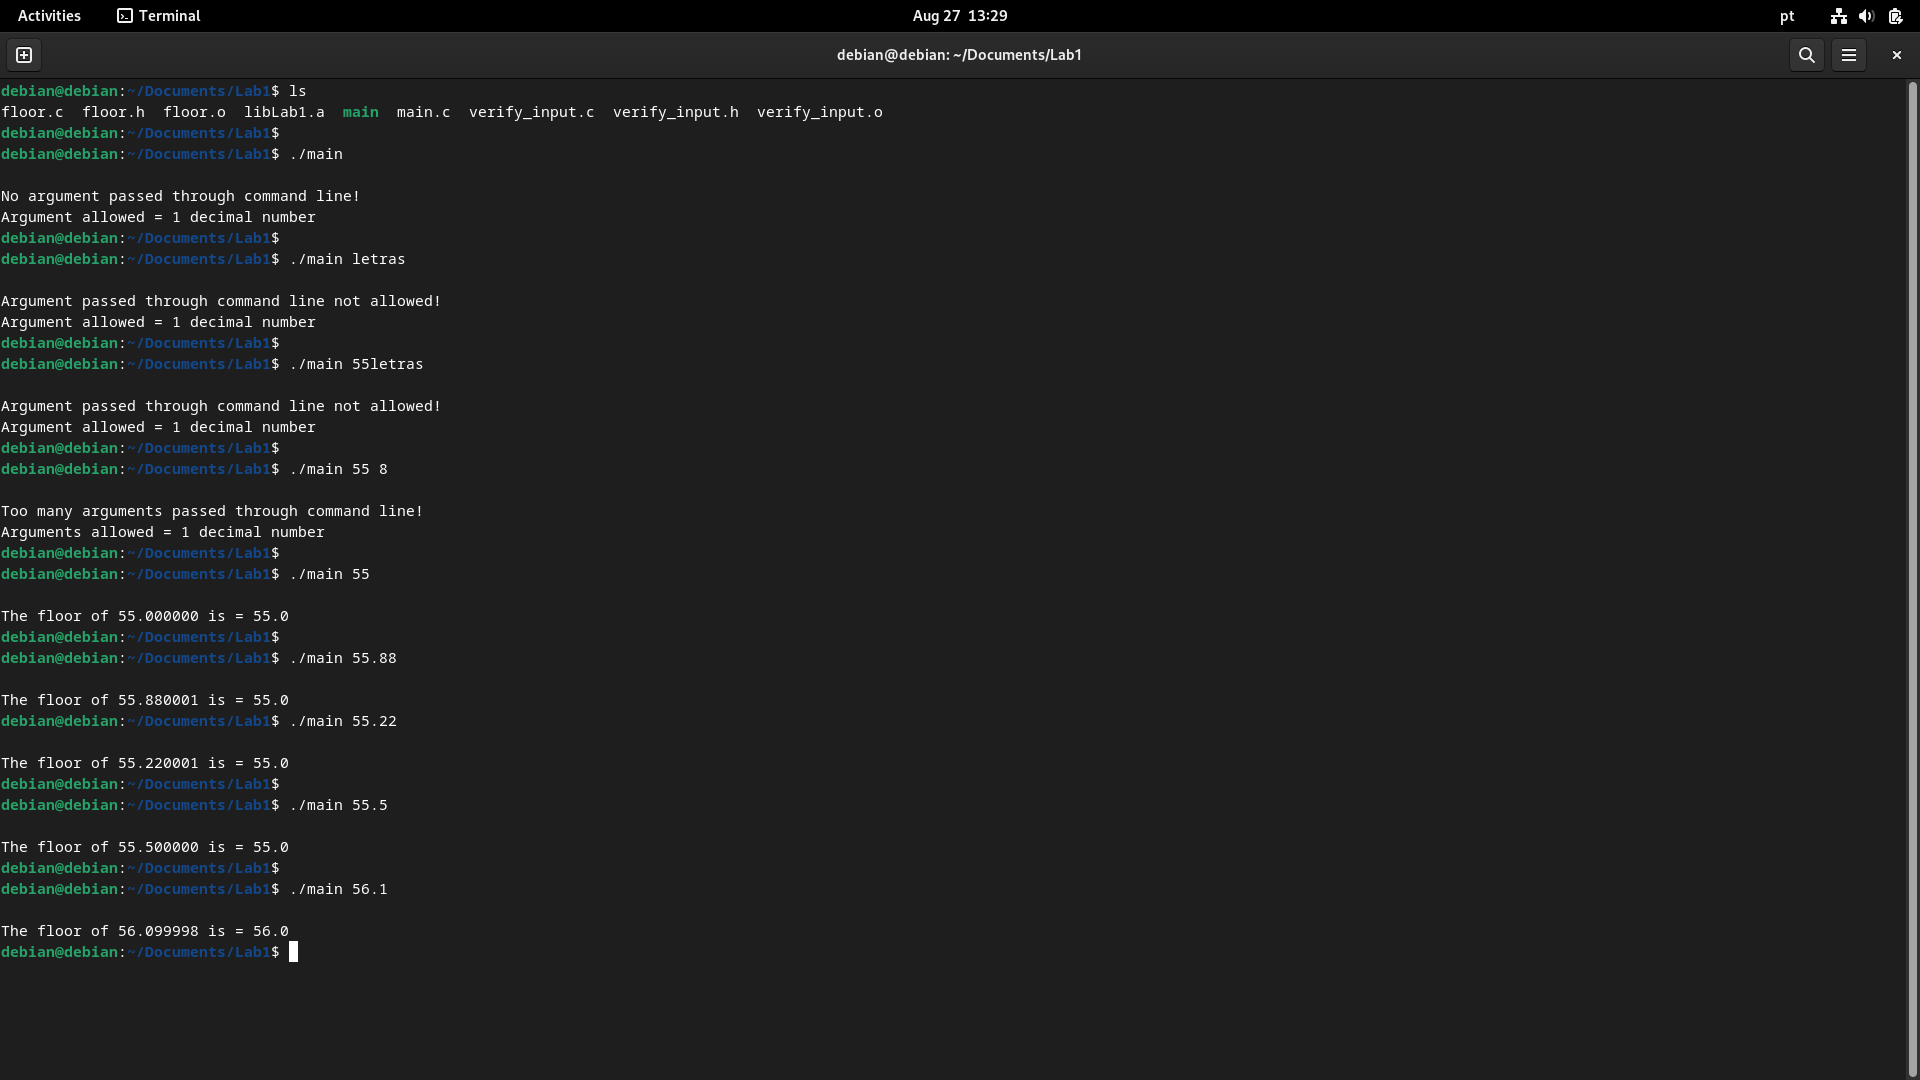 Activities Terminal Aug 27 13:29 pt
debian@debian: ~/Documents/Lab1
debian@debian:~/Documents/Lab1$ ls
floor.c floor.h floor.o libLab1.a main main.c verify_input.c verify_input.h verify_input.o
debian@debian:~/Documents/Lab1$
debian@debian:~/Documents/Lab1$ ./main
No argument passed through command line!
Argument allowed = 1 decimal number
debian@debian:~/Documents/Lab1$
debian@debian:~/Documents/Lab1$ ./main letras
Argument passed through command line not allowed!
Argument allowed = 1 decimal number
debian@debian:~/Documents/Lab1$
debian@debian:~/Documents/Lab1$ ./main 55letras
Argument passed through command line not allowed!
Argument allowed = 1 decimal number
debian@debian:~/Documents/Lab1$
debian@debian:~/Documents/Lab1$ ./main 55 8
Too many arguments passed through command line!
Arguments allowed = 1 decimal number
debian@debian:~/Documents/Lab1$
debian@debian:~/Documents/Lab1$ ./main 55
The floor of 55.000000 is = 55.0
debian@debian:~/Documents/Lab1$
debian@debian:~/Documents/Lab1$ ./main 55.88
The floor of 55.880001 is = 55.0
debian@debian:~/Documents/Lab1$ ./main 55.22
The floor of 55.220001 is = 55.0
debian@debian:~/Documents/Lab1$
debian@debian:~/Documents/Lab1$ ./main 55.5
The floor of 55.500000 is = 55.0
debian@debian:~/Documents/Lab1$
debian@debian:~/Documents/Lab1$ ./main 56.1
The floor of 56.099998 is = 56.0
debian@debian:~/Documents/Lab1$